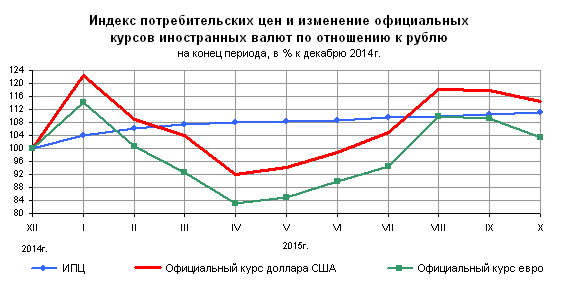 Индекс потребительских цен и изменение официальных
курсов иностранных валют по отношению к рублю
на конец периода, в % к декабрю 2014г.
124
120
116
112
108
104
100
96
92
88
84
80
XII I II III IV V VI VII VIII IX X
2014г. 2015г.
ИПЦ Официальный курс доллара США Официальный курс евро